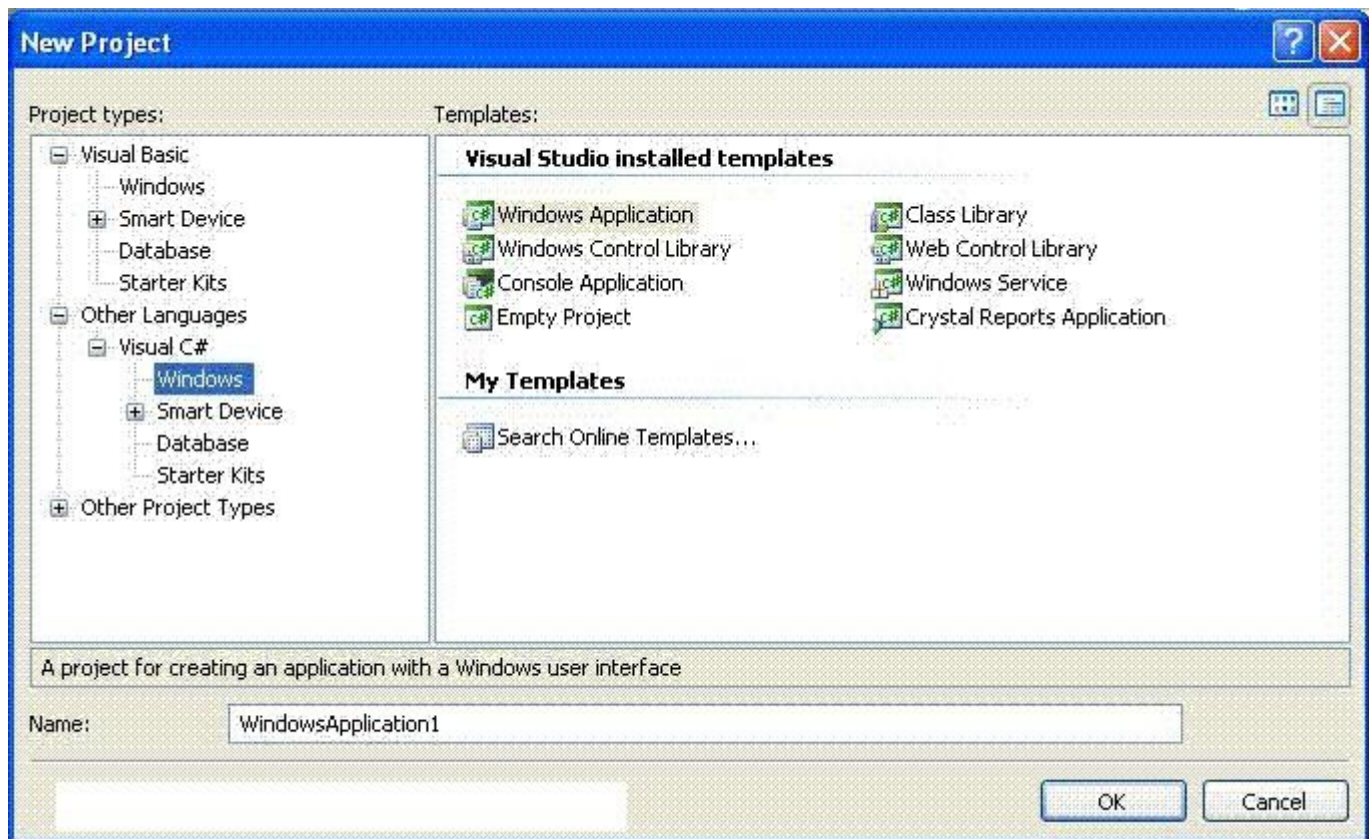 New Project
Project types:
Templates:
Visual Basic
Windows
Smart Device
Database
Starter Kits
Other Languages
Visual C#
Windows
Smart Device
Database
Starter Kits
Other Project Types
Visual Studio installed templates
Windows Application
Class Library
Windows Control Library
Web Control Library
Console Application
Windows Service
Empty Project
Crystal Reports Application
My Templates
Search Online Templates...
A project for creating an application with a Windows user interface
Name:
WindowsApplication1
OK
Cancel